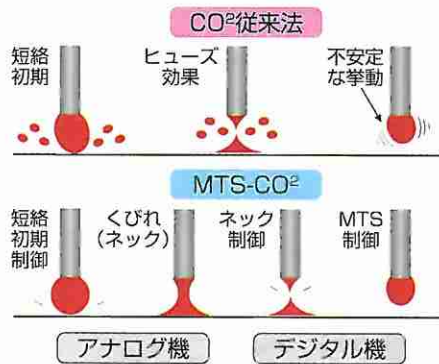 CO²従来法
短絡
初期
ヒューズ
効果
不安定
な挙動
MTS-CO²
短絡
初期
制御
くびれ
(ネック)
ネック
制御
MTS
制御
アナログ機
デジタル機